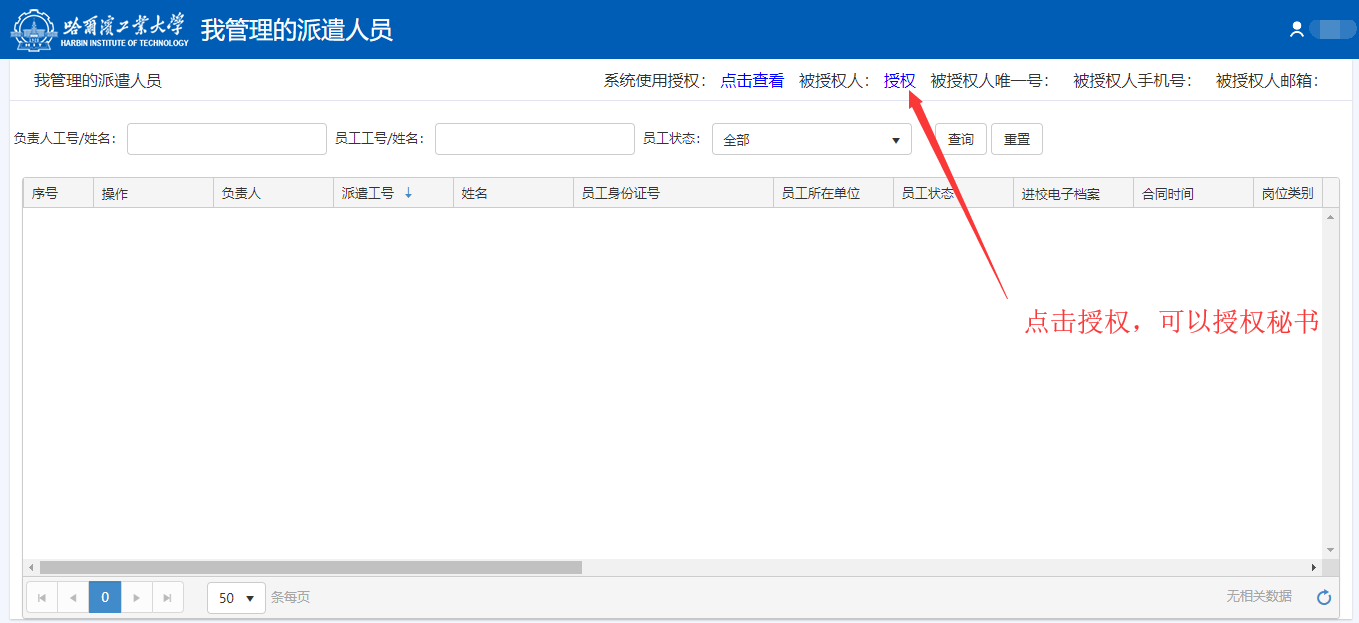 哈尔滨工业大学 我管理的派遣人员
HARBIN INSTITUTE OF TECHNOLOGY
我管理的派遣人员 系统使用授权: 点击查看 被授权人: 授权 被授权人唯一号: 被授权人手机号: 被授权人邮箱:
负责人工号/姓名: 员工工号/姓名: 员工状态: 全部 查询 重置
序号 操作 负责人 派遣工号 ↓ 姓名 员工身份证号 员工所在单位 员工状态 进校电子档案 合同时间 岗位类别
点击授权，可以授权秘书
0 50 条每页 无相关数据